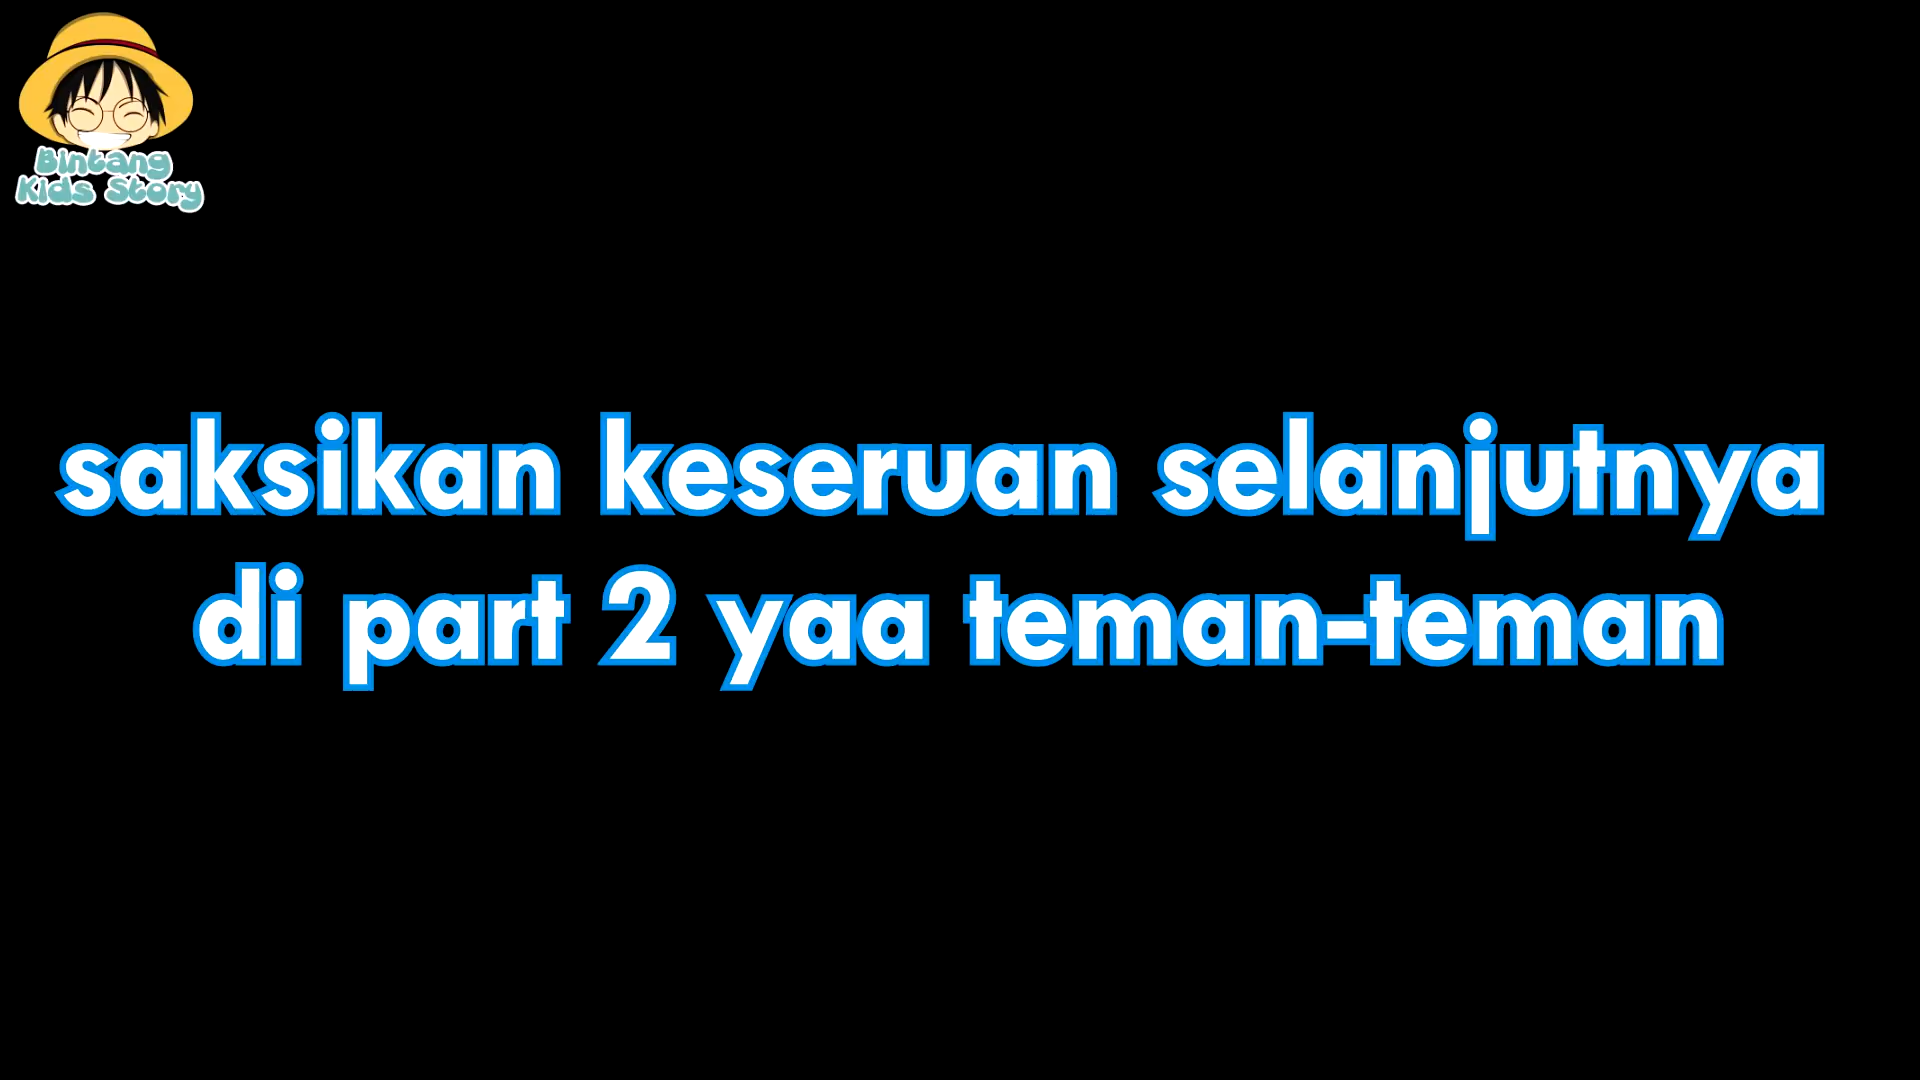 Bintang
Kids Story
saksikan keseruan selanjutnya
di part 2 yaa teman-teman